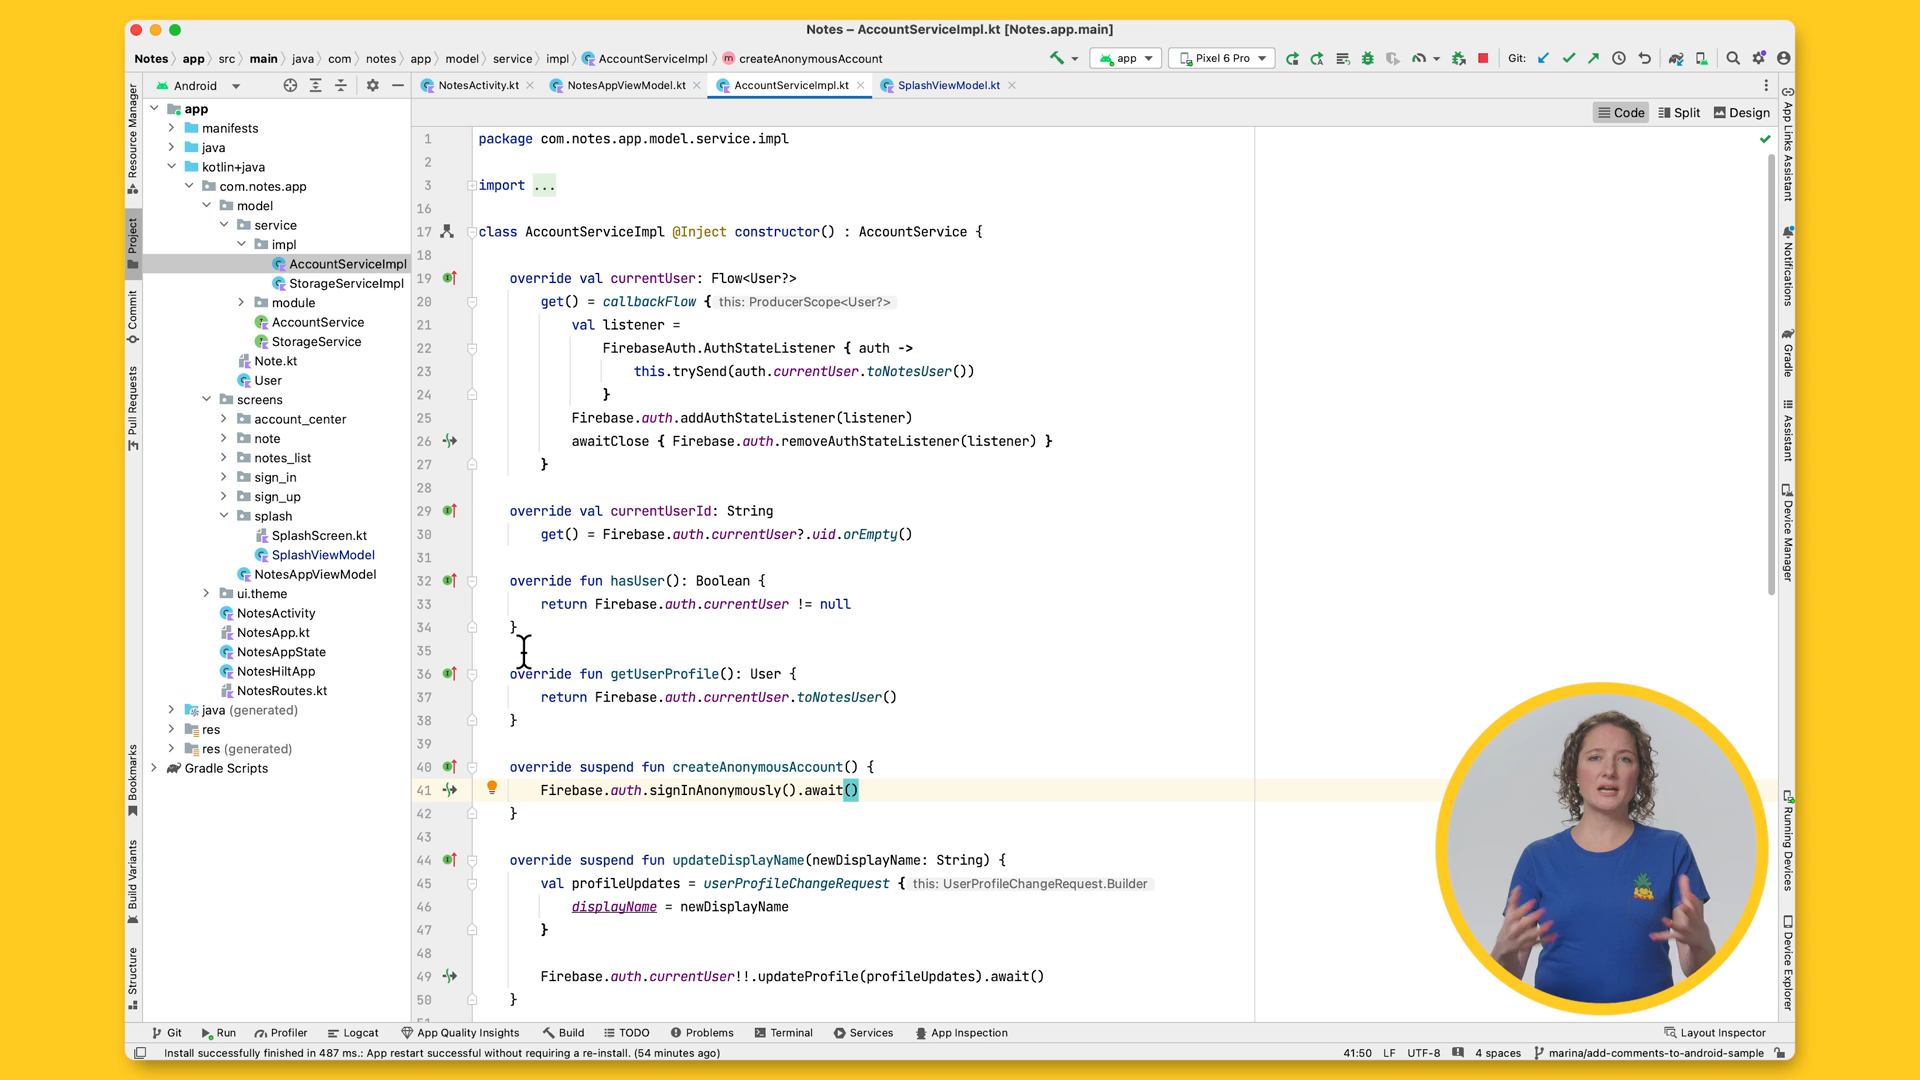 Notes – AccountServiceImpl.kt [Notes.app.main]
Notes app src main java com notes app model service impl AccountServiceImpl createAnonymousAccount app Pixel 6 Pro Git:
Android NotesActivity.kt NotesAppViewModel.kt AccountServiceImpl.kt SplashViewModel.kt
Code Split Design
Resource Manager
Project
Commit
Pull Requests
Bookmarks
Build Variants
Structure
app
manifests
java
kotlin+java
com.notes.app
model
service
impl
AccountServiceImpl
StorageServiceImpl
module
AccountService
StorageService
Note.kt
User
screens
account_center
note
notes_list
sign_in
sign_up
splash
SplashScreen.kt
SplashViewModel
NotesAppViewModel
ui.theme
NotesActivity
NotesApp.kt
NotesAppState
NotesHiltApp
NotesRoutes.kt
java (generated)
res
res (generated)
Gradle Scripts
1 package com.notes.app.model.service.impl
2
3 import ...
16
17 class AccountServiceImpl @Inject constructor() : AccountService {
18
19 override val currentUser: Flow<User?>
20 get() = callbackFlow { this: ProducerScope<User?>
21 val listener =
22 FirebaseAuth.AuthStateListener { auth ->
23 this.trySend(auth.currentUser.toNotesUser())
24 }
25 Firebase.auth.addAuthStateListener(listener)
26 awaitClose { Firebase.auth.removeAuthStateListener(listener) }
27 }
28
29 override val currentUserId: String
30 get() = Firebase.auth.currentUser?.uid.orEmpty()
31
32 override fun hasUser(): Boolean {
33 return Firebase.auth.currentUser != null
34 }
35
36 override fun getUserProfile(): User {
37 return Firebase.auth.currentUser.toNotesUser()
38 }
39
40 override suspend fun createAnonymousAccount() {
41 Firebase.auth.signInAnonymously().await()
42 }
43
44 override suspend fun updateDisplayName(newDisplayName: String) {
45 val profileUpdates = userProfileChangeRequest { this: UserProfileChangeRequest.Builder
46 displayName = newDisplayName
47 }
48
49 Firebase.auth.currentUser!!.updateProfile(profileUpdates).await()
50 }
App Links Assistant
Notifications
Gradle
Assistant
Device Manager
Running Devices
Device Explorer
Git Run Profiler Logcat App Quality Insights Build TODO Problems Terminal Services App Inspection Layout Inspector
Install successfully finished in 487 ms.: App restart successful without requiring a re-install. (54 minutes ago) 41:50 LF UTF-8 4 spaces marina/add-comments-to-android-sample